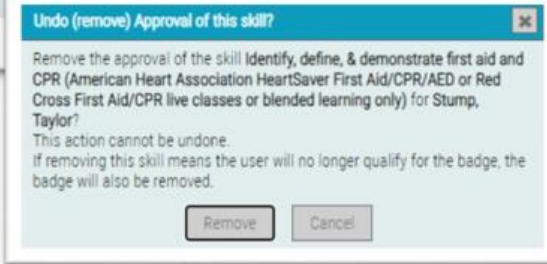 Undo (remove) Approval of this skill?
Remove the approval of the skill Identify, define, & demonstrate first aid and
CPR (American Heart Association HeartSaver First Aid/CPR/AED or Red
Cross First Aid/CPR live classes or blended learning only) for Stump,
Taylor?
This action cannot be undone.
If removing this skill means the user will no longer qualify for the badge, the
badge will also be removed.
Remove Cancel